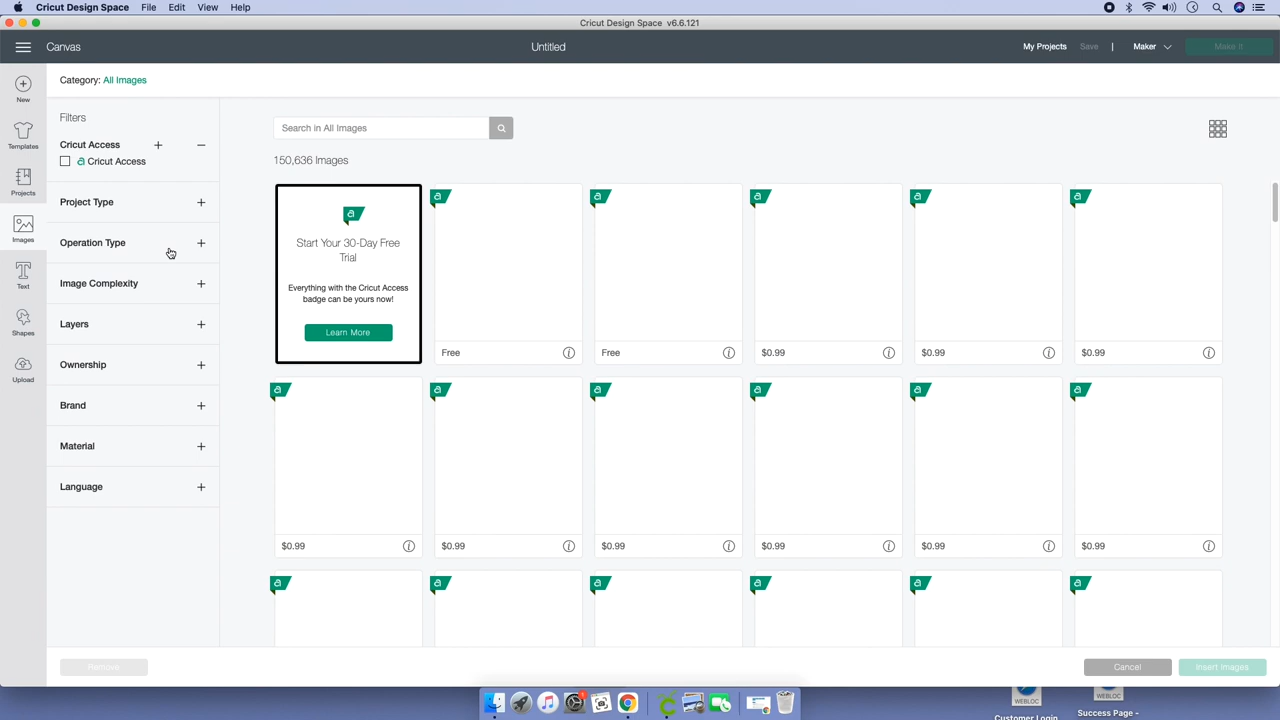 Cricut Design Space File Edit View Help
Cricut Design Space v6.6.121
Canvas
Untitled
My Projects Save | Maker Make It
Category: All Images
New
Templates
Projects
Images
Text
Shapes
Upload
Filters
Cricut Access + −
a Cricut Access
Project Type +
Operation Type +
Image Complexity +
Layers +
Ownership +
Brand +
Material +
Language +
Search in All Images
150,636 Images
a
Start Your 30-Day Free
Trial
Everything with the Cricut Access
badge can be yours now!
Learn More
a a a a a
Free i Free i $0.99 i $0.99 i $0.99 i
a a a a a a
$0.99 i $0.99 i $0.99 i $0.99 i $0.99 i $0.99 i
a a a a a a
Remove
Cancel Insert Images
1
WEBLOC
WEBLOC
Customer Login
Success Page -